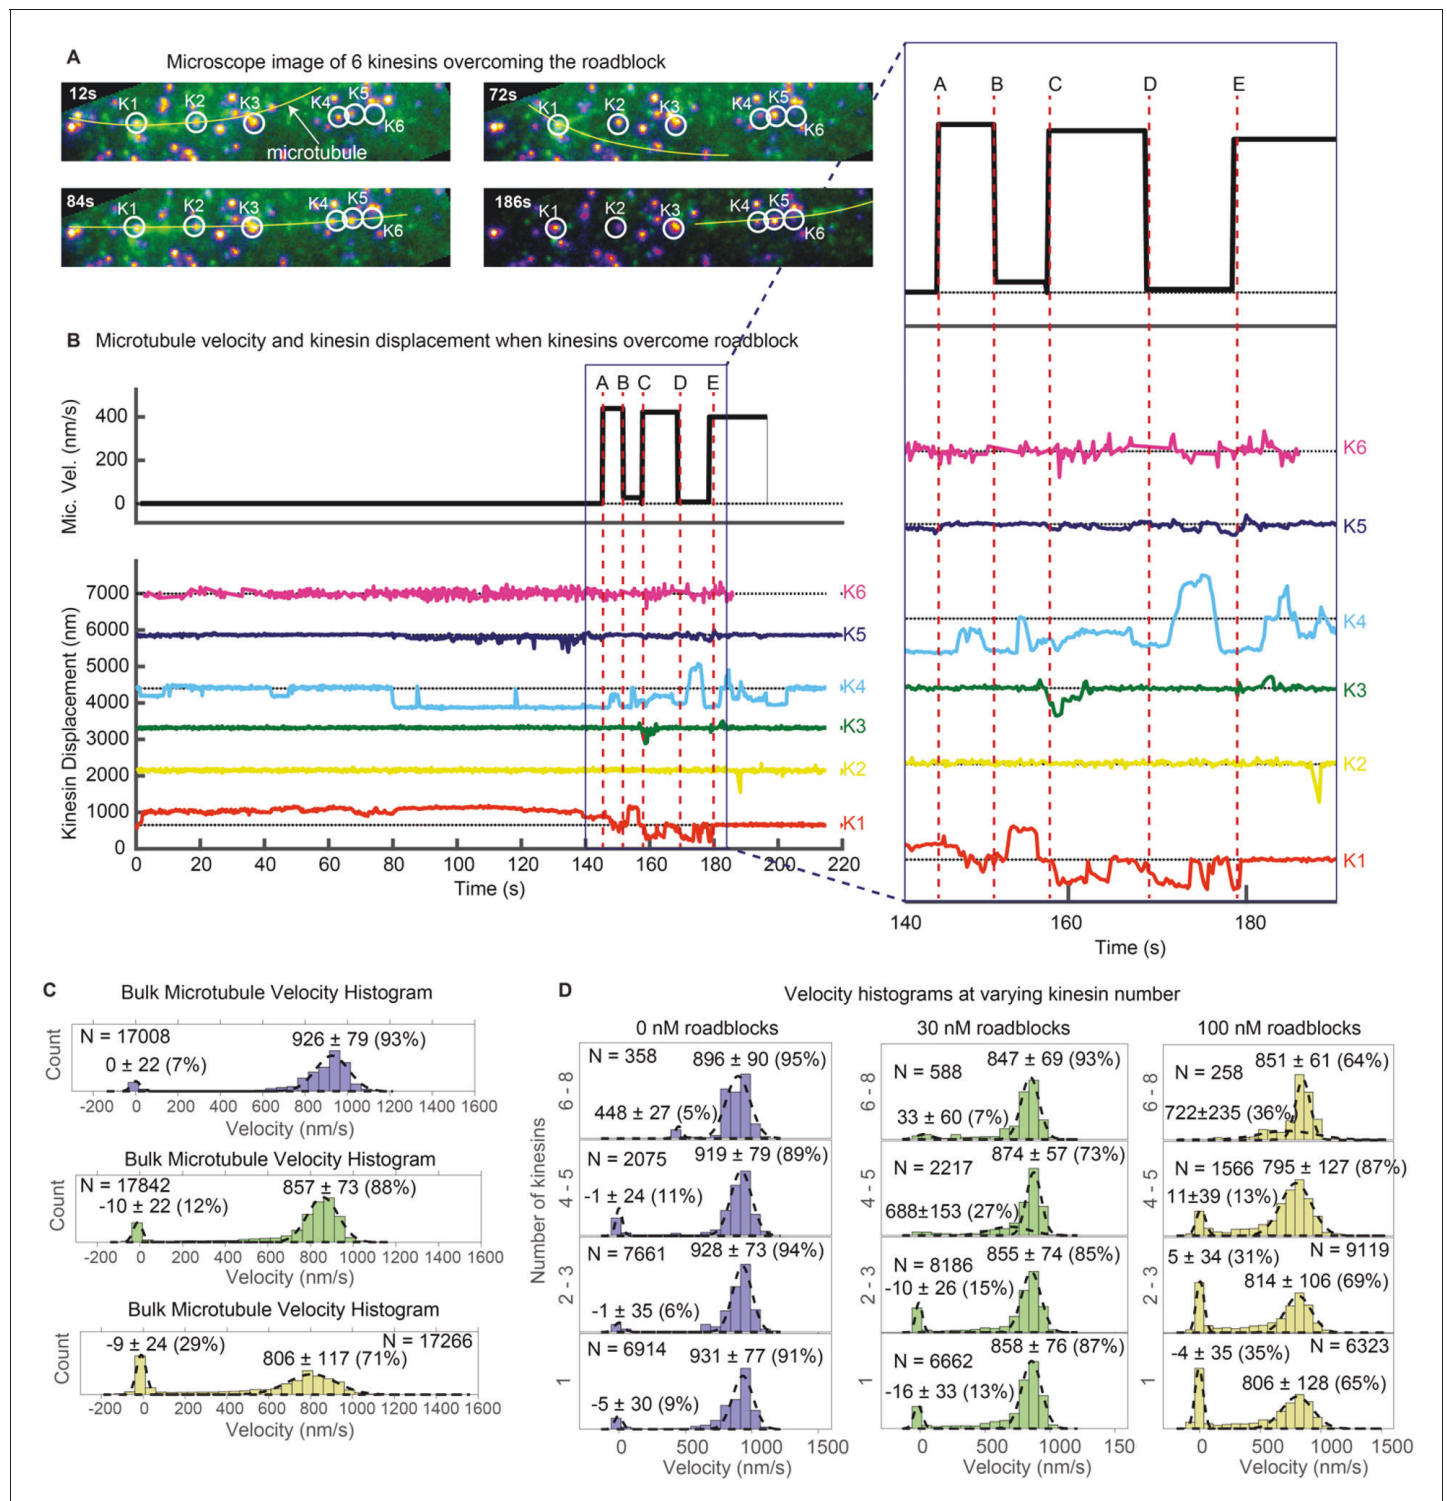 A
Microscope image of 6 kinesins overcoming the roadblock
12s
K1
K2
K3
K4
K5
K6
microtubule
72s
K1
K2
K3
K4
K5
K6
84s
K1
K2
K3
K4
K5
K6
186s
K1
K2
K3
K4
K5
K6
B
Microtubule velocity and kinesin displacement when kinesins overcome roadblock
A B C D E
Mic. Vel. (nm/s)
400
200
0
Kinesin Displacement (nm)
7000
6000
5000
4000
3000
2000
1000
0
K6
K5
K4
K3
K2
K1
0 20 40 60 80 100 120 140 160 180 200 220
Time (s)
A B C D E
K6
K5
K4
K3
K2
K1
140 160 180
Time (s)
C
Bulk Microtubule Velocity Histogram
Count
N = 17008
926 ± 79 (93%)
0 ± 22 (7%)
-200 0 200 400 600 800 1000 1200 1400 1600
Velocity (nm/s)
Bulk Microtubule Velocity Histogram
Count
N = 17842
857 ± 73 (88%)
-10 ± 22 (12%)
-200 0 200 400 600 800 1000 1200 1400 1600
Velocity (nm/s)
Bulk Microtubule Velocity Histogram
Count
-9 ± 24 (29%)
N = 17266
806 ± 117 (71%)
-200 0 200 400 600 800 1000 1200 1400 1600
Velocity (nm/s)
D
Velocity histograms at varying kinesin number
Number of kinesins
0 nM roadblocks
6 - 8
N = 358
896 ± 90 (95%)
448 ± 27 (5%)
4 - 5
N = 2075
919 ± 79 (89%)
-1 ± 24 (11%)
2 - 3
N = 7661
928 ± 73 (94%)
-1 ± 35 (6%)
1
N = 6914
931 ± 77 (91%)
-5 ± 30 (9%)
0 500 1000 1500
Velocity (nm/s)
30 nM roadblocks
6 - 8
847 ± 69 (93%)
N = 588
33 ± 60 (7%)
4 - 5
874 ± 57 (73%)
N = 2217
688±153 (27%)
2 - 3
855 ± 74 (85%)
N = 8186
-10 ± 26 (15%)
1
858 ± 76 (87%)
N = 6662
-16 ± 33 (13%)
0 500 1000 150
Velocity (nm/s)
100 nM roadblocks
6 - 8
851 ± 61 (64%)
N = 258
722±235 (36%)
4 - 5
N = 1566
795 ± 127 (87%)
11±39 (13%)
2 - 3
5 ± 34 (31%)
N = 9119
814 ± 106 (69%)
1
-4 ± 35 (35%)
N = 6323
806 ± 128 (65%)
0 500 1000 1500
Velocity (nm/s)